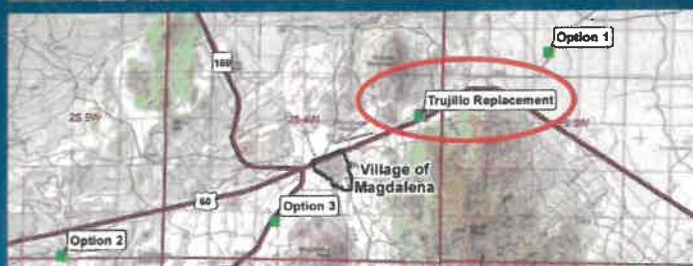 Option 1
169
Trujillo Replacement
Village of
Magdalena
60
Option 3
Option 2